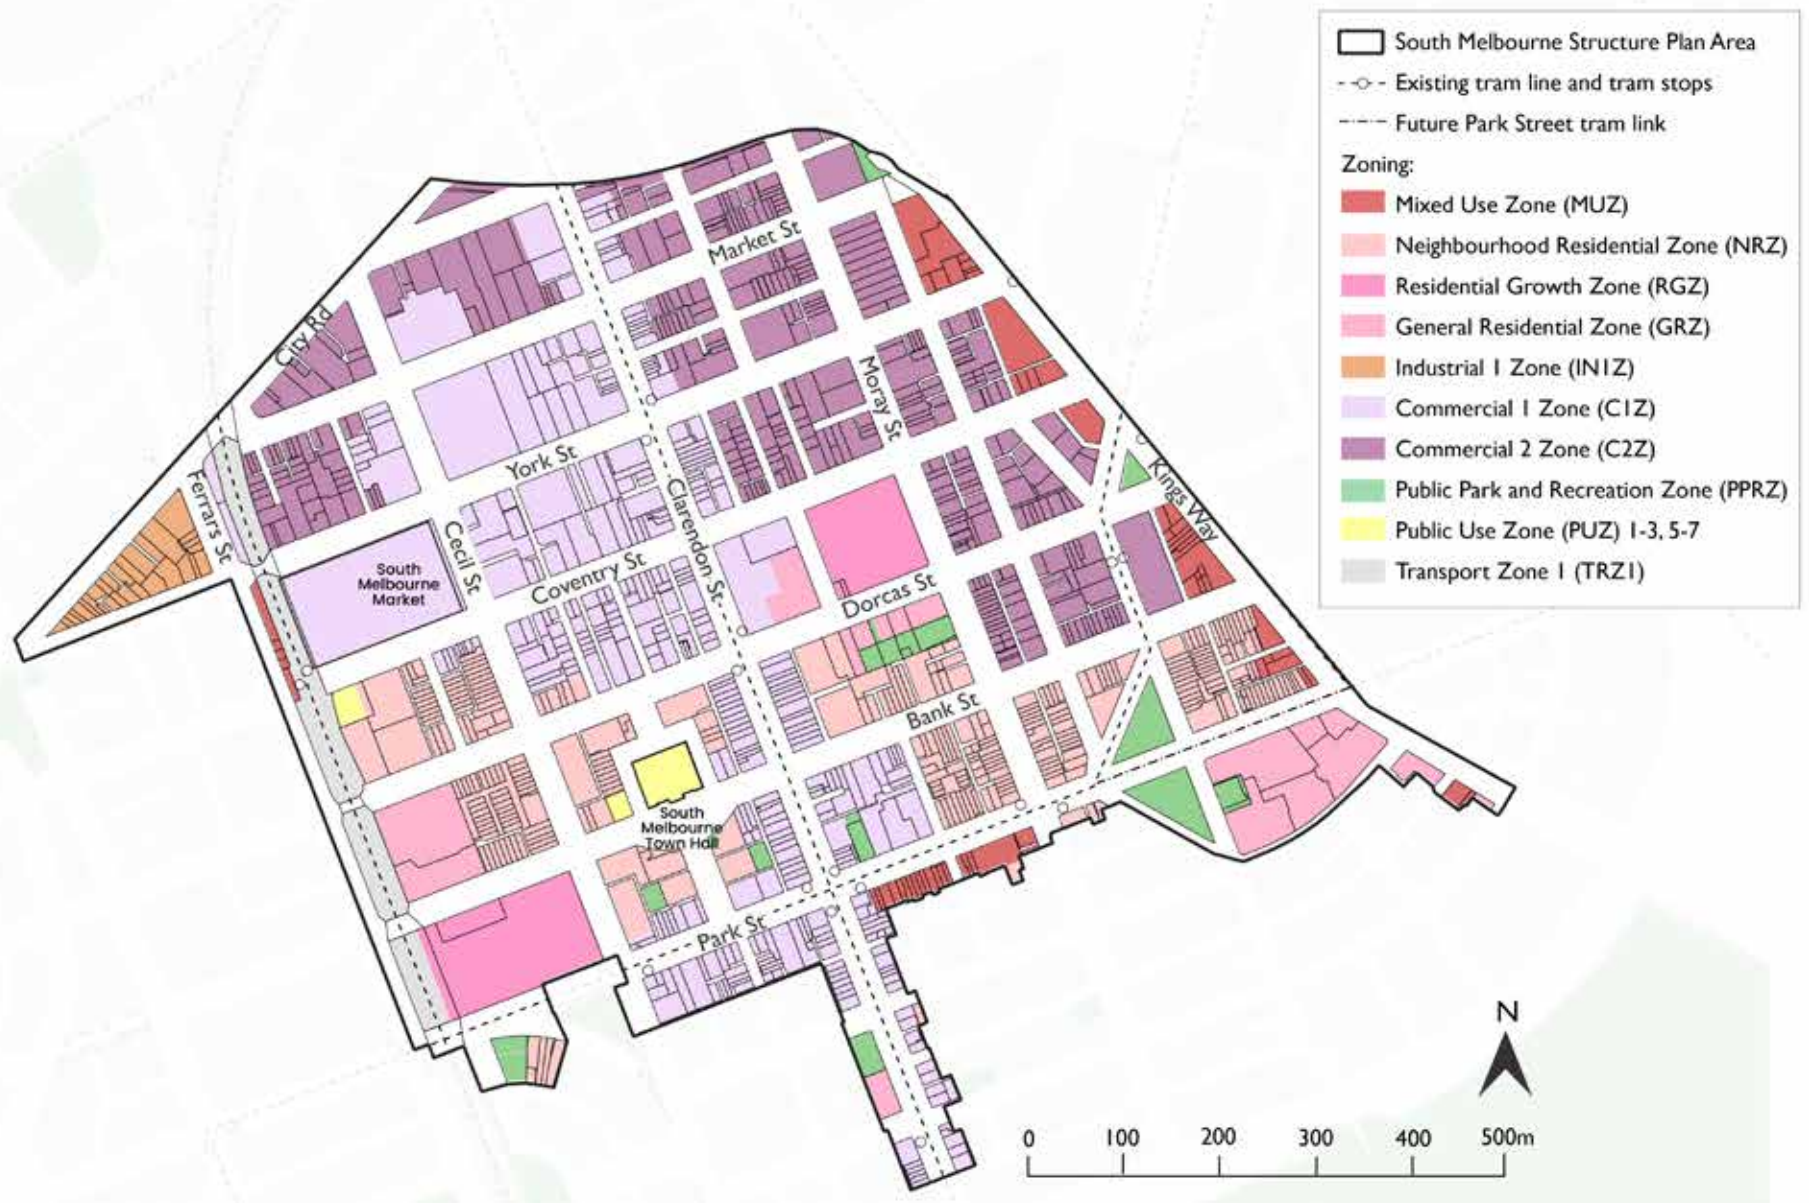 South Melbourne Structure Plan Area
Existing tram line and tram stops
Future Park Street tram link
Zoning:
Mixed Use Zone (MUZ)
Neighbourhood Residential Zone (NRZ)
Residential Growth Zone (RGZ)
General Residential Zone (GRZ)
Industrial 1 Zone (IN1Z)
Commercial 1 Zone (C1Z)
Commercial 2 Zone (C2Z)
Public Park and Recreation Zone (PPRZ)
Public Use Zone (PUZ) 1-3, 5-7
Transport Zone 1 (TRZ1)
Market St
City Rd
Moray St
York St
Kings Way
Ferrars St
Clarendon St
Cecil St
South
Melbourne
Market
Coventry St
Dorcas St
Bank St
South
Melbourne
Town Hall
Park St
N
0 100 200 300 400 500m